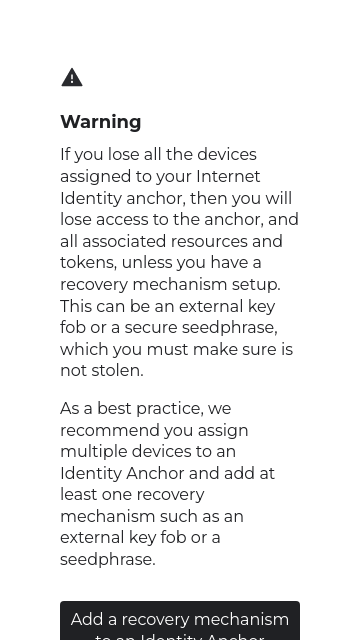 Warning
If you lose all the devices
assigned to your Internet
Identity anchor, then you will
lose access to the anchor, and
all associated resources and
tokens, unless you have a
recovery mechanism setup.
This can be an external key
fob or a secure seedphrase,
which you must make sure is
not stolen.
As a best practice, we
recommend you assign
multiple devices to an
Identity Anchor and add at
least one recovery
mechanism such as an
external key fob or a
seedphrase.
Add a recovery mechanism
to an Identity Anchor